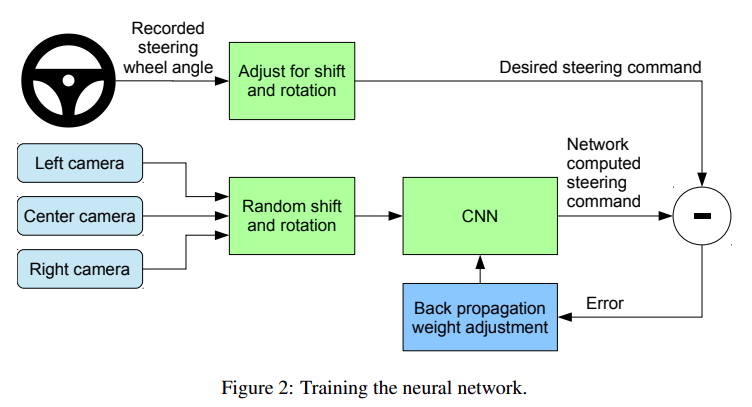 Recorded
steering
wheel angle
Adjust for shift
and rotation
Desired steering command
Left camera
Center camera
Right camera
Random shift
and rotation
CNN
Network
computed
steering
command
-
Back propagation
weight adjustment
Error
Figure 2: Training the neural network.